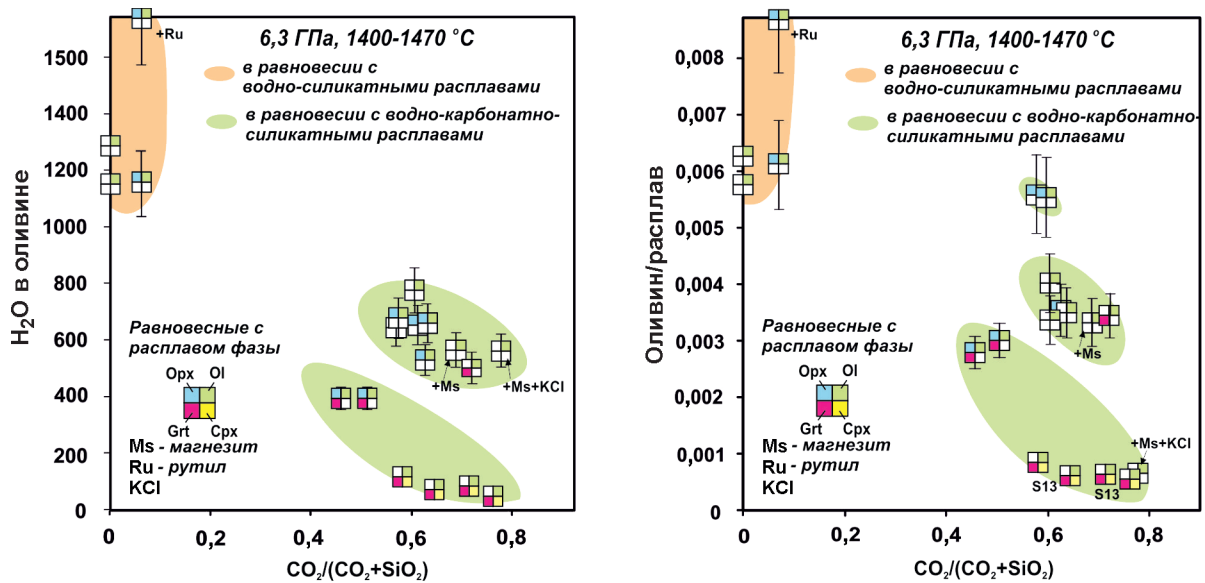 6,3 ГПа, 1400-1470 °C
в равновесии с
водно-силикатными расплавами
в равновесии с водно-карбонатно-
силикатными расплавами
+Ru
H2O в оливине
1600
1500
1400
1200
1000
800
600
400
200
0
+Ms
+Ms+KCl
Равновесные с
расплавом фазы
Opx
Ol
Grt
Cpx
Ms - магнезит
Ru - рутил
KCl
0
0,2
0,4
0,6
0,8
CO2/(CO2+SiO2)
6,3 ГПа, 1400-1470 °C
в равновесии с
водно-силикатными расплавами
в равновесии с водно-карбонатно-
силикатными расплавами
+Ru
Оливин/расплав
0,008
0,007
0,006
0,005
0,004
0,003
0,002
0,001
0
+Ms
+Ms+KCl
S13
S13
Равновесные с
расплавом фазы
Opx
Ol
Grt
Cpx
Ms - магнезит
Ru - рутил
KCl
0
0,2
0,4
0,6
0,8
CO2/(CO2+SiO2)